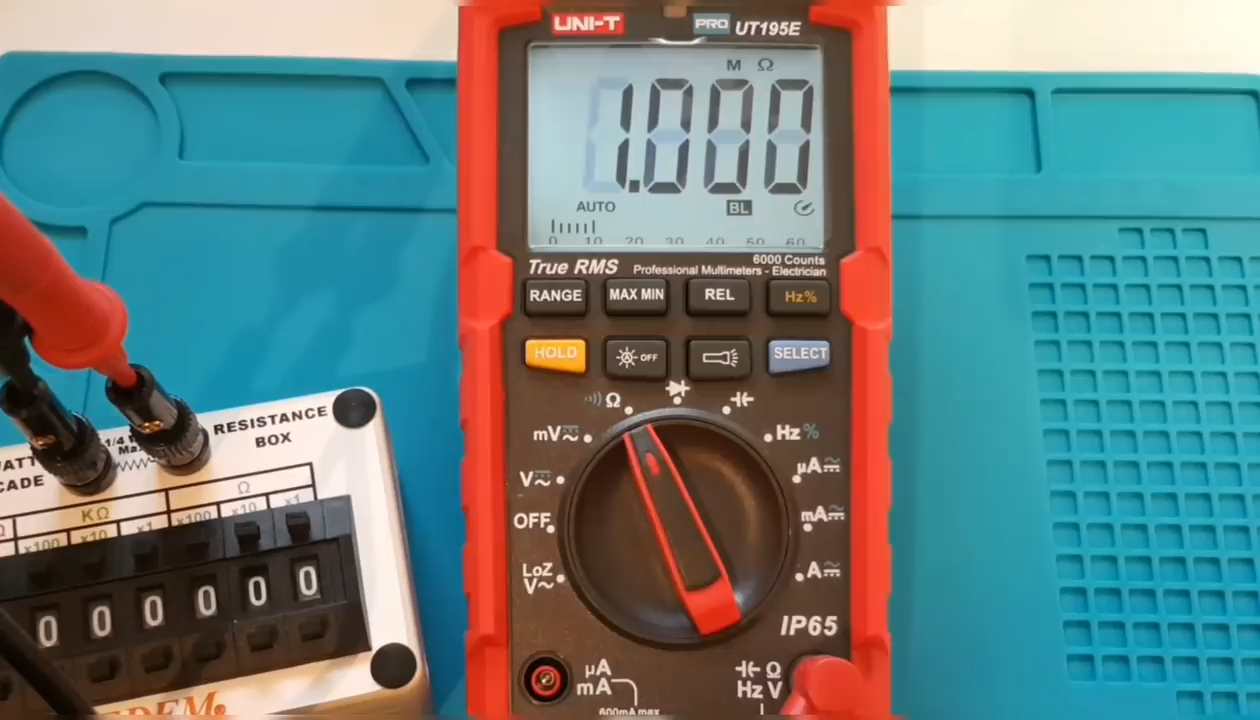 UNI-T PRO UT195E
M Ω
1.000
AUTO BL
0 10 20 30 40 50 60
True RMS 6000 Counts
Professional Multimeters - Electrician
RANGE MAX MIN REL Hz%
HOLD OFF SELECT
Ω
mV Hz %
V μA
OFF mA
LoZ V~ A
IP65
μA mA
600mA max
Ω Hz V
1/4
RESISTANCE
BOX
Ω
KΩ
x100 x10 x1 x100 x10 x1
0 0 0 0 0 0